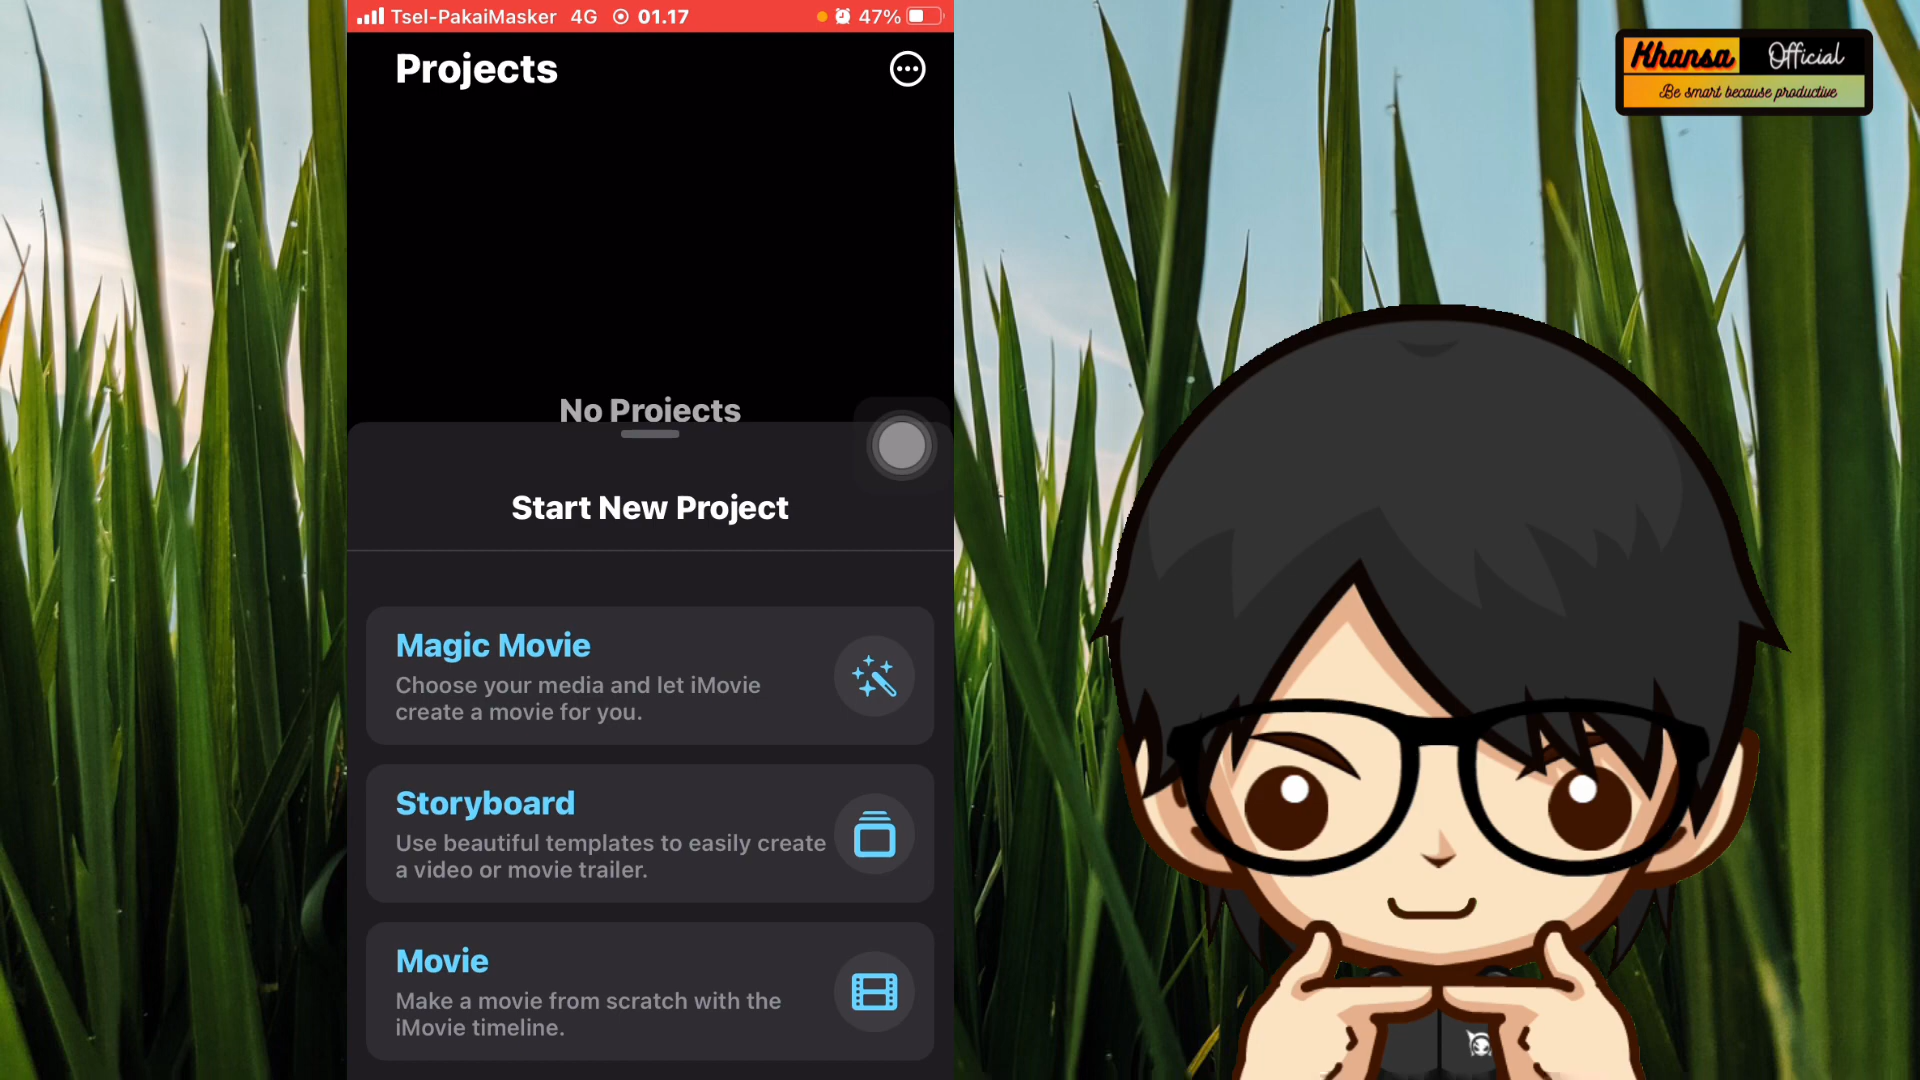 Tsel-PakaiMasker 4G 01.17 47%
Projects
No Projects
Start New Project
Magic Movie
Choose your media and let iMovie
create a movie for you.
Storyboard
Use beautiful templates to easily create
a video or movie trailer.
Movie
Make a movie from scratch with the
iMovie timeline.
Khansa Official
Be smart because productive